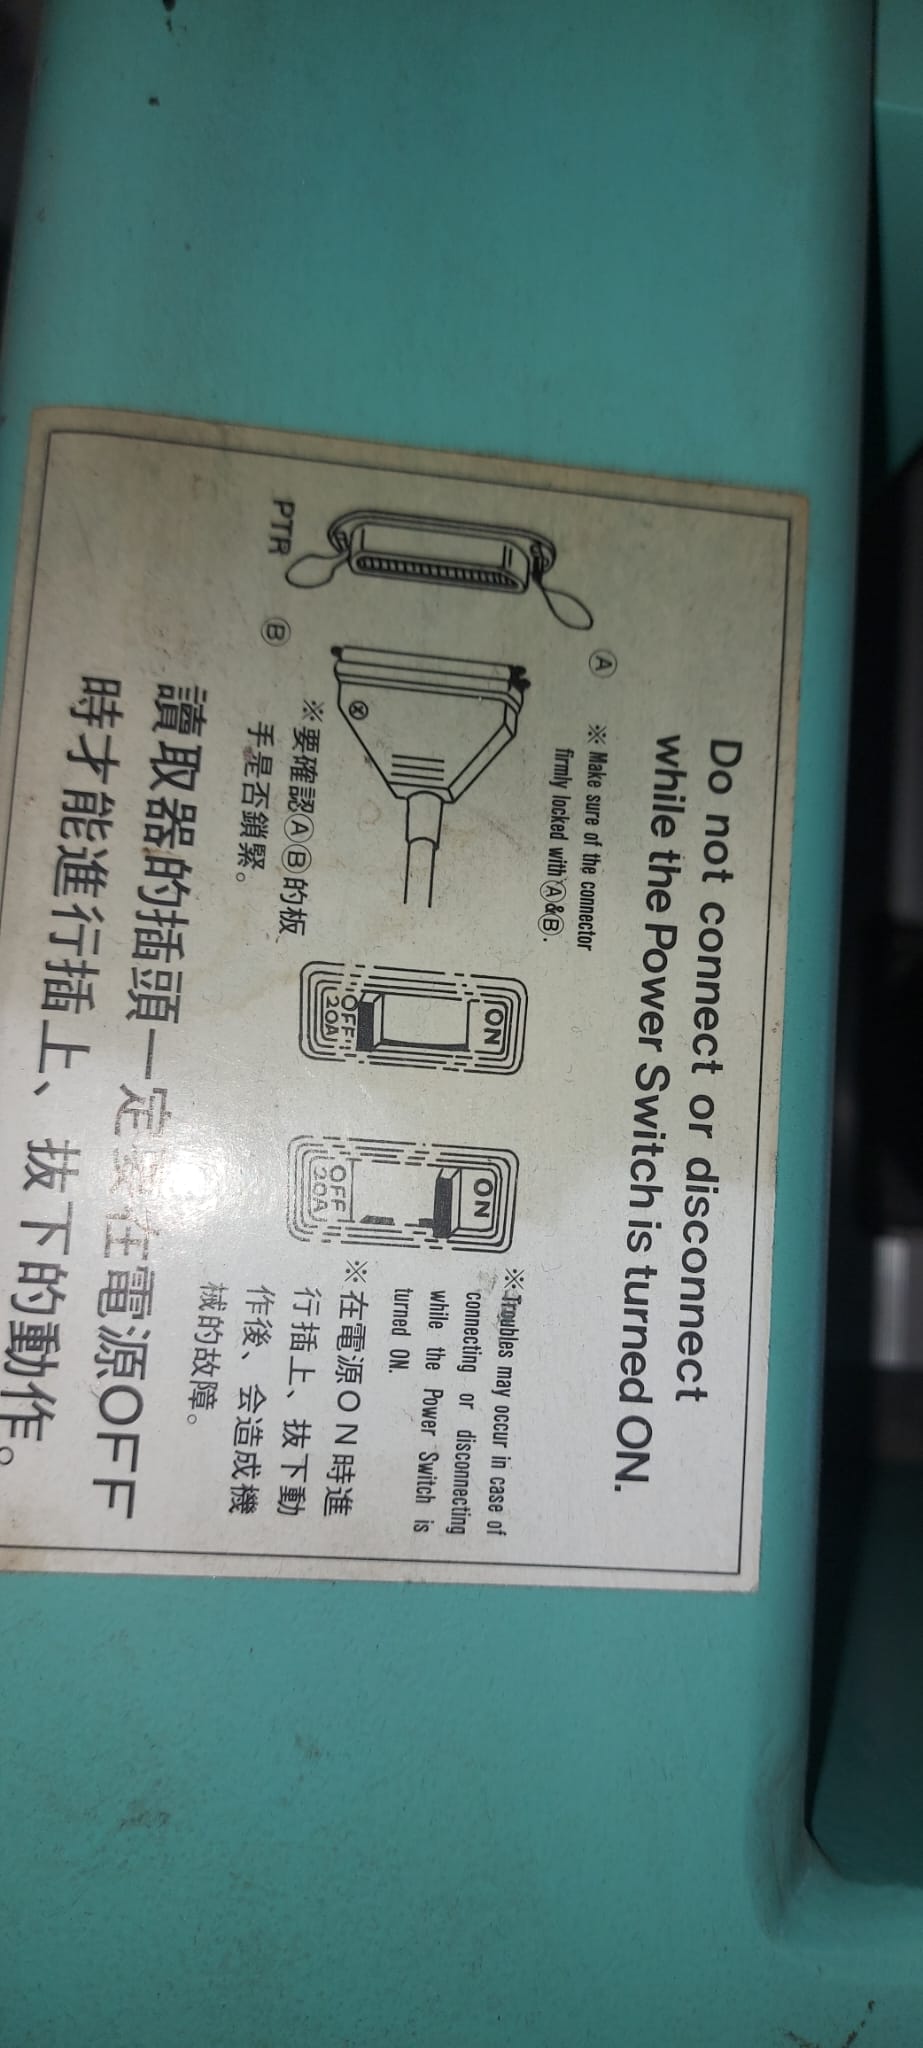 Do not connect or disconnect
while the Power Switch is turned ON.
Ⓐ
※ Make sure of the connector
firmly locked with Ⓐ&Ⓑ.
PTR
Ⓑ
※要確認ⒶⒷ的板
手是否鎖緊。
ON
OFF
20A
ON
OFF
20A
※ Troubles may occur in case of
connecting or disconnecting
while the Power Switch is
turned ON.
※在電源ON時進
行插上、拔下動
作後、会造成機
械的故障。
讀取器的插頭一定要在電源OFF
時才能進行插上、拔下的動作。